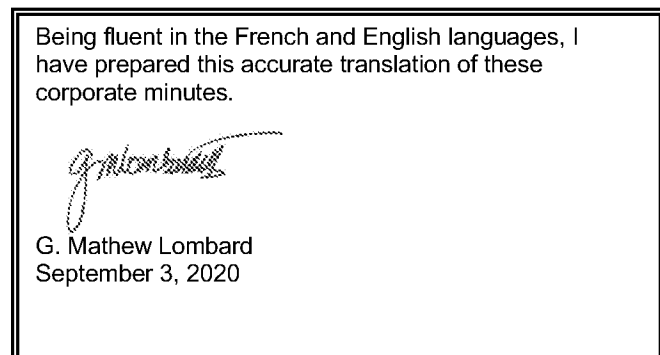 Being fluent in the French and English languages, I
have prepared this accurate translation of these
corporate minutes.
G. Mathew Lombard
September 3, 2020